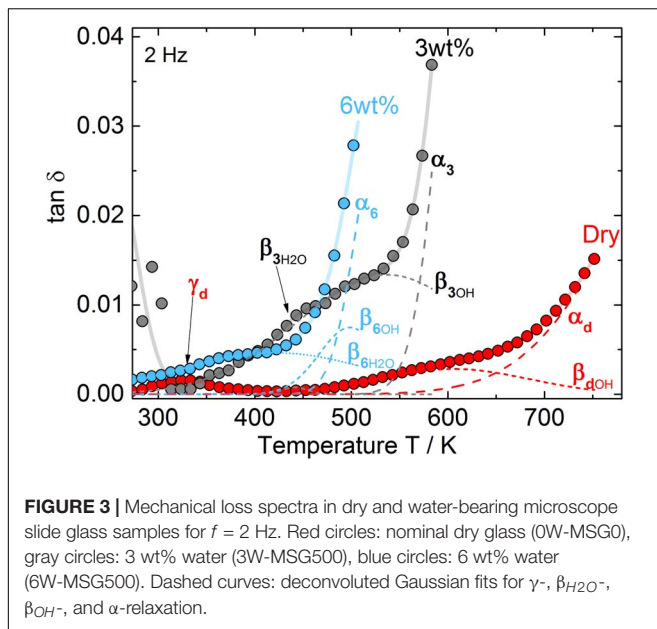 2 Hz
3wt%
6wt%
Dry
0.04
0.03
0.02
0.01
0.00
tan δ
γd
β3H2O
α6
α3
β6OH
β6H2O
β3OH
αd
βdOH
300 400 500 600 700
Temperature T / K
FIGURE 3 | Mechanical loss spectra in dry and water-bearing microscope
slide glass samples for f = 2 Hz. Red circles: nominal dry glass (0W-MSG0),
gray circles: 3 wt% water (3W-MSG500), blue circles: 6 wt% water
(6W-MSG500). Dashed curves: deconvoluted Gaussian fits for γ-, βH2O-,
βOH-, and α-relaxation.